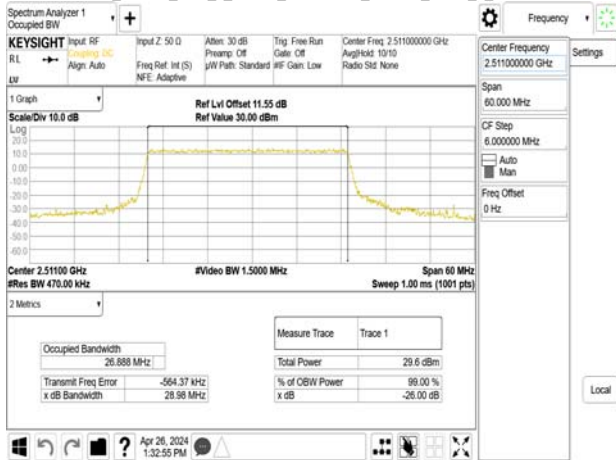 Spectrum Analyzer 1
Occupied BW
Frequency
KEYSIGHT
RL
Input: RF
Coupling: DC
Align: Auto
Input Z: 50 Ω
Freq Ref: Int (S)
NFE: Adaptive
Atten: 30 dB
Preamp: Off
µW Path: Standard
Trig: Free Run
Gate: Off
#IF Gain: Low
Center Freq: 2.511000000 GHz
Avg|Hold: 10/10
Radio Std: None
Center Frequency
2.511000000 GHz
Settings
Span
60.000 MHz
CF Step
6.000000 MHz
Auto
Man
Freq Offset
0 Hz
Local
1 Graph
Scale/Div 10.0 dB
Ref Lvl Offset 11.55 dB
Ref Value 30.00 dBm
Log
20.0
10.0
0.00
-10.0
-20.0
-30.0
-40.0
-50.0
-60.0
Center 2.51100 GHz
#Video BW 1.5000 MHz
Span 60 MHz
#Res BW 470.00 kHz
Sweep 1.00 ms (1001 pts)
2 Metrics
Measure Trace
Trace 1
Occupied Bandwidth
26.888 MHz
Total Power
29.6 dBm
Transmit Freq Error
-564.37 kHz
% of OBW Power
99.00 %
x dB Bandwidth
28.98 MHz
x dB
-26.00 dB
Apr 26, 2024
1:32:55 PM